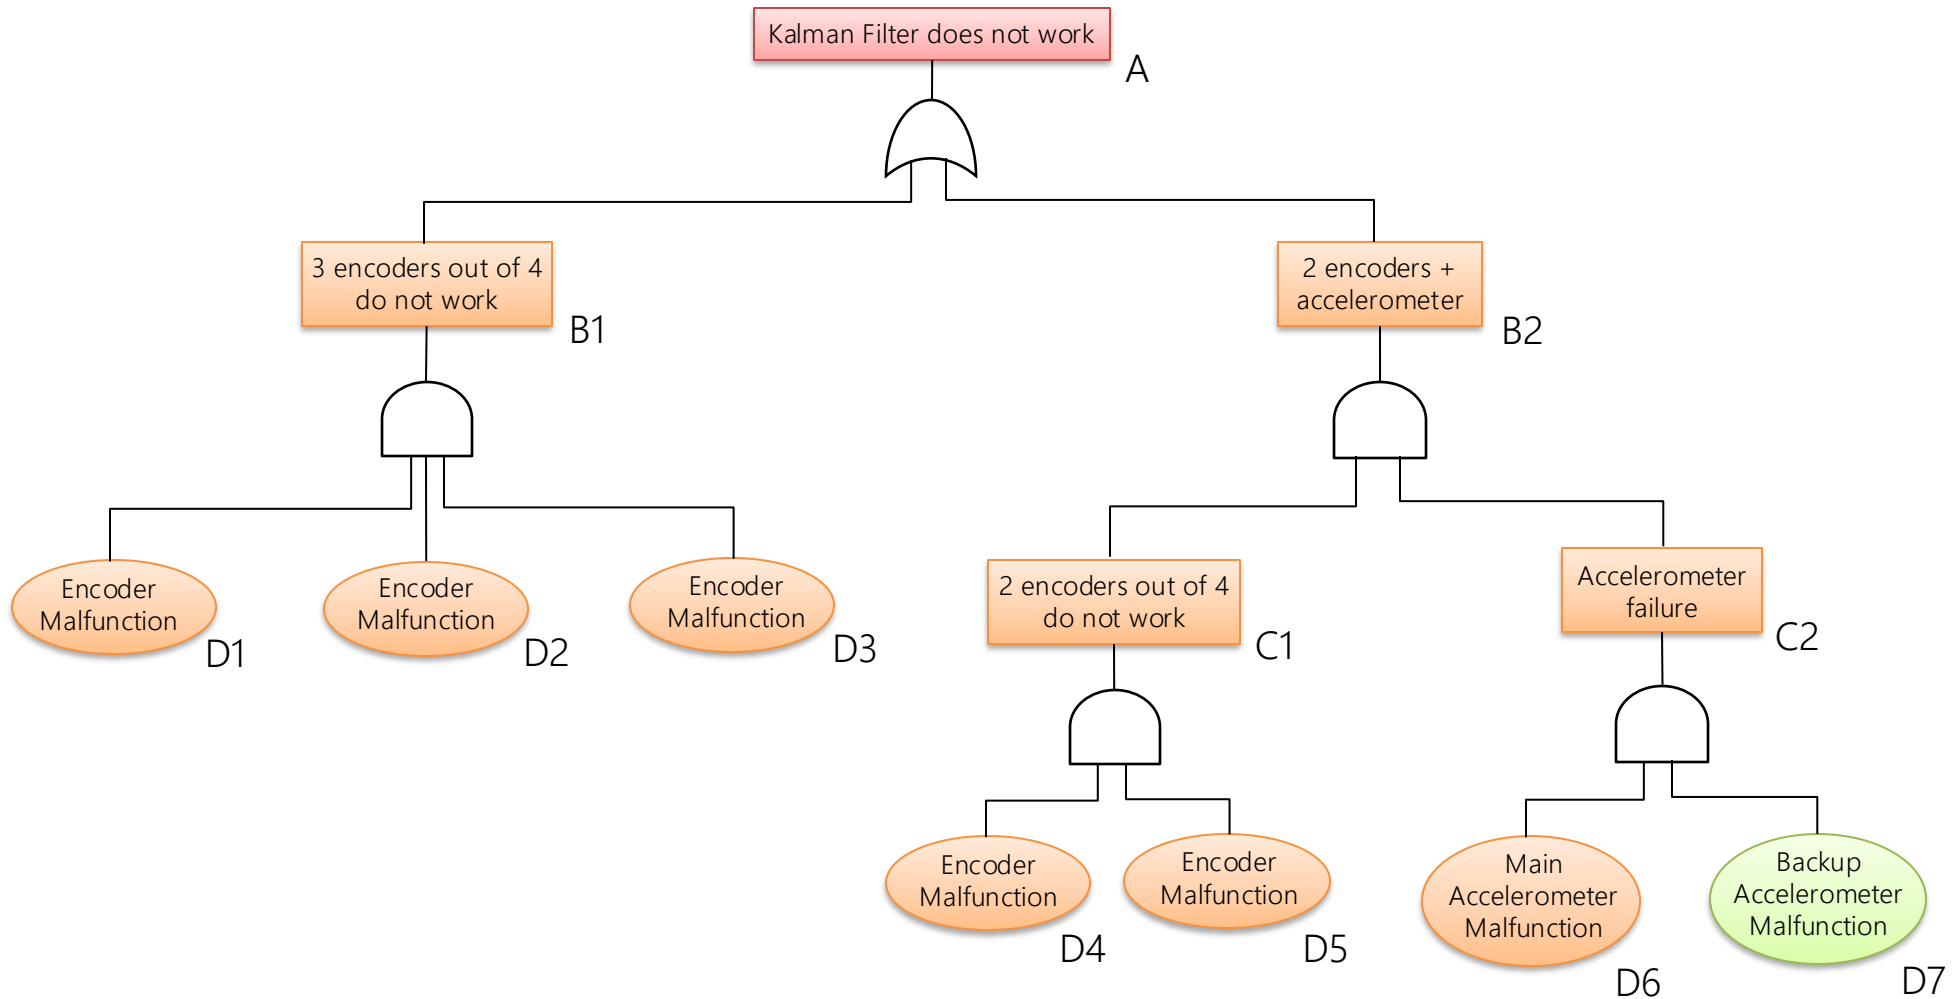 Kalman Filter does not work
A
3 encoders out of 4
do not work
B1
2 encoders +
accelerometer
B2
Encoder
Malfunction
D1
Encoder
Malfunction
D2
Encoder
Malfunction
D3
2 encoders out of 4
do not work
C1
Accelerometer
failure
C2
Encoder
Malfunction
D4
Encoder
Malfunction
D5
Main
Accelerometer
Malfunction
D6
Backup
Accelerometer
Malfunction
D7